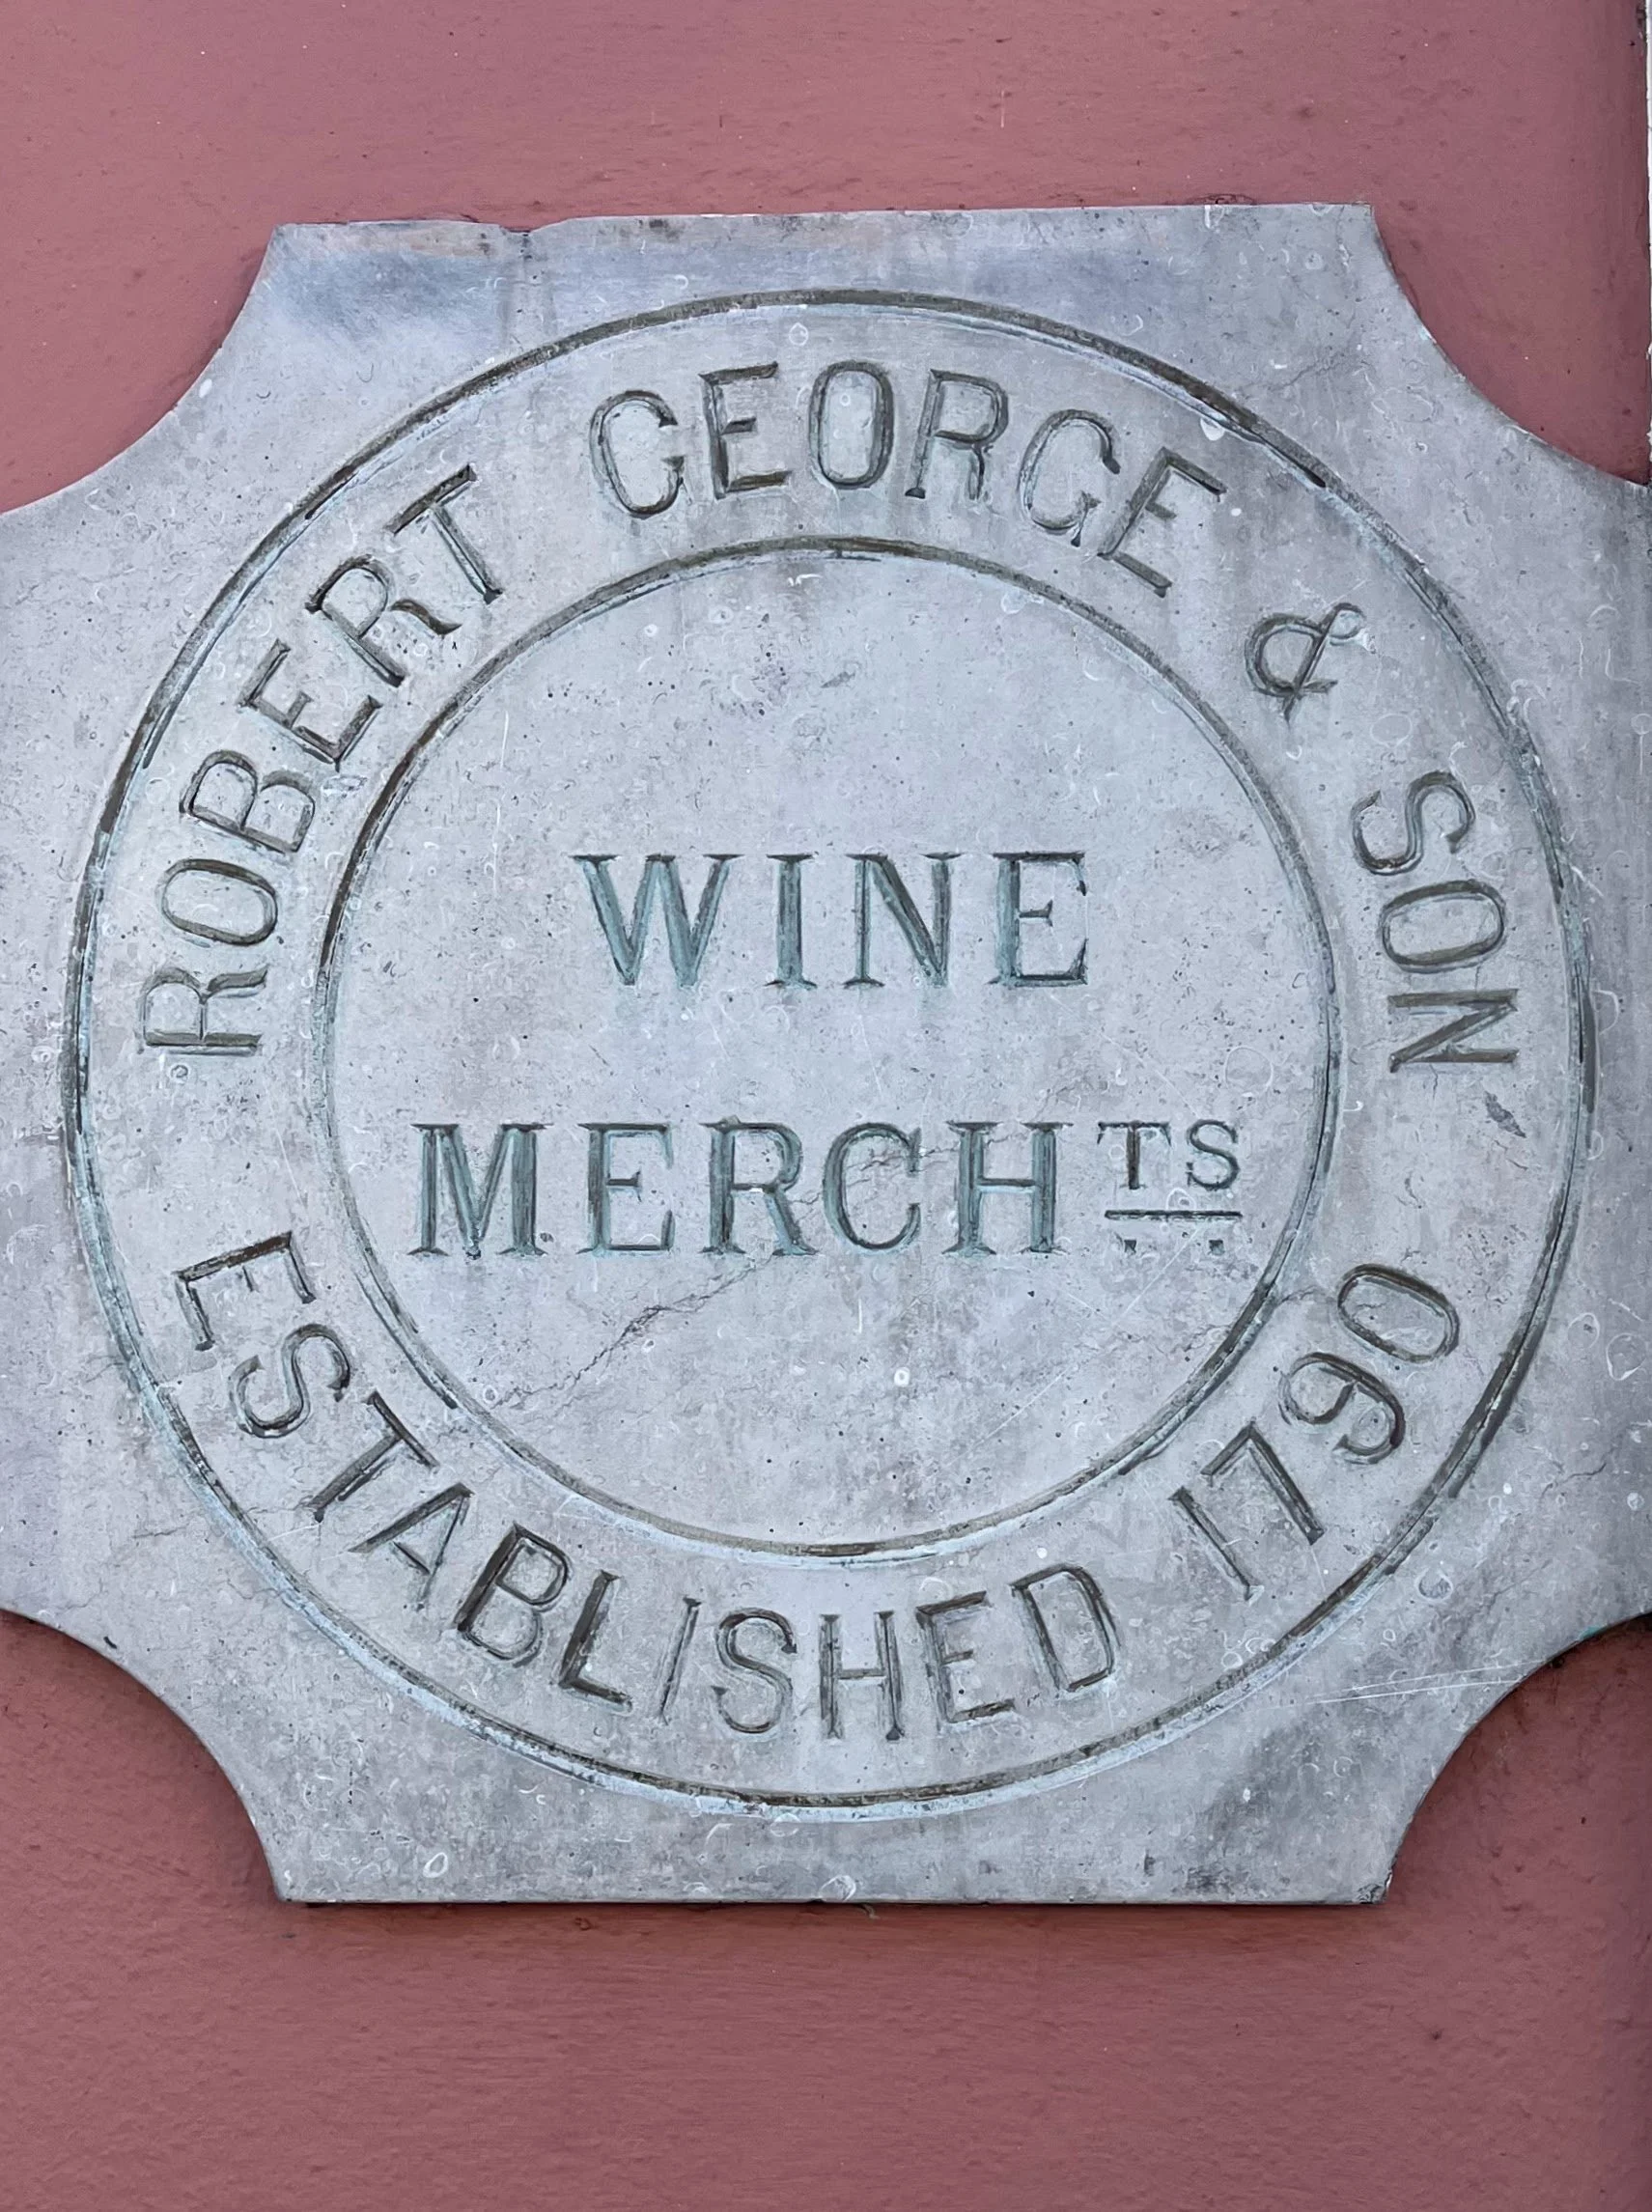 ROBERT GEORGE & SON
WINE
MERCHTS
ESTABLISHED 1790